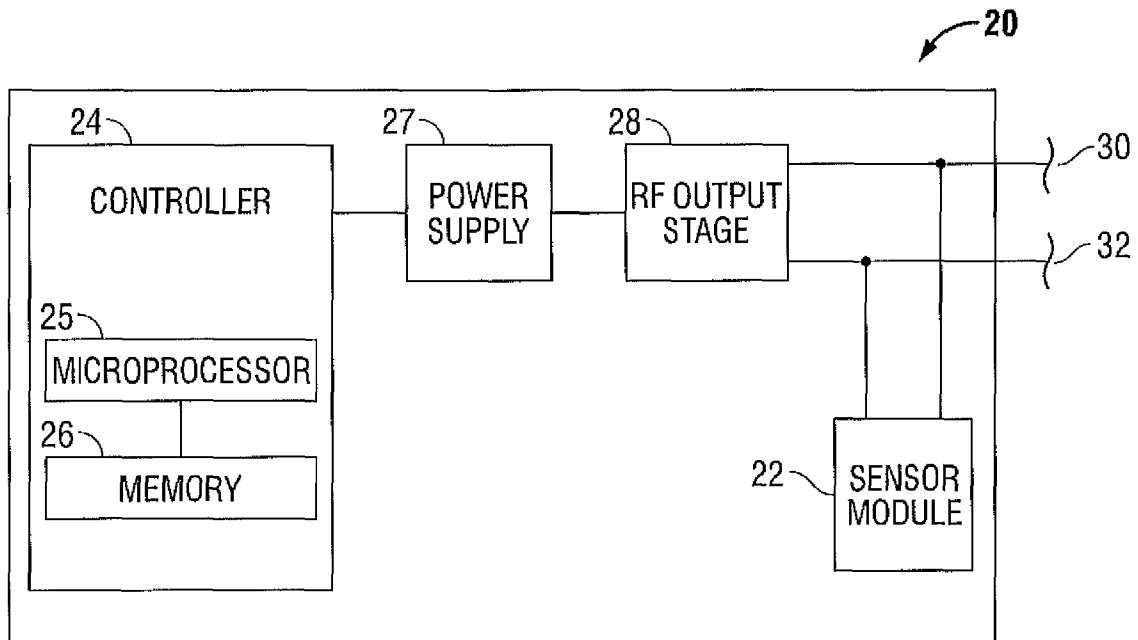 20
24
CONTROLLER
27
POWER
SUPPLY
28
RF OUTPUT
STAGE
30
32
25
MICROPROCESSOR
26
MEMORY
22
SENSOR
MODULE